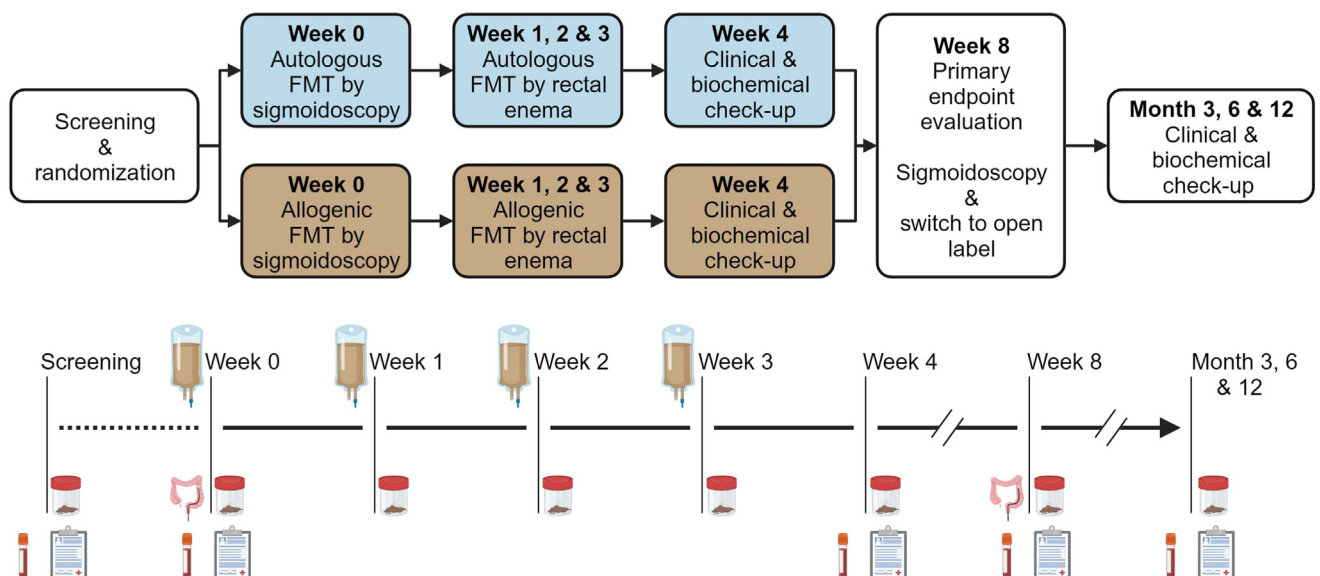 Screening
&
randomization
Week 0
Autologous
FMT by
sigmoidoscopy
Week 1, 2 & 3
Autologous
FMT by rectal
enema
Week 4
Clinical &
biochemical
check-up
Week 0
Allogenic
FMT by
sigmoidoscopy
Week 1, 2 & 3
Allogenic
FMT by rectal
enema
Week 4
Clinical &
biochemical
check-up
Week 8
Primary
endpoint
evaluation
Sigmoidoscopy
&
switch to open
label
Month 3, 6 & 12
Clinical &
biochemical
check-up
Screening
Week 0
Week 1
Week 2
Week 3
Week 4
Week 8
Month 3, 6
& 12